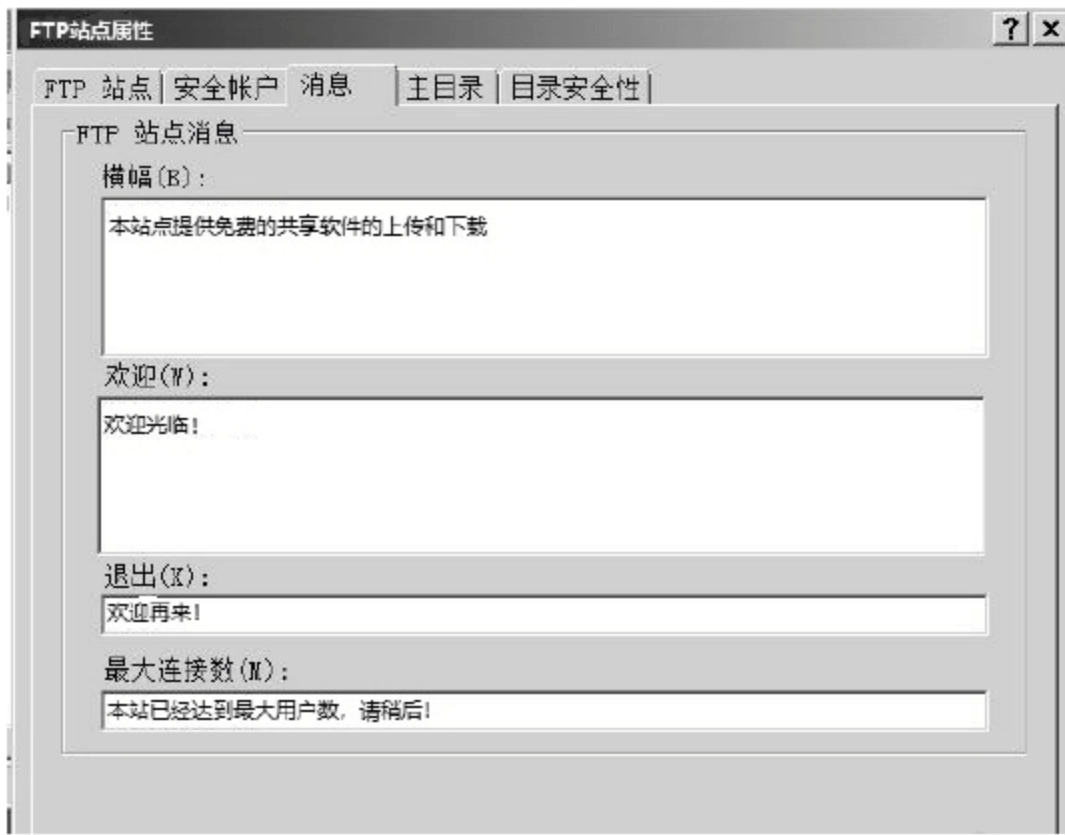 FTP站点属性
FTP 站点 安全帐户 消息 主目录 目录安全性
FTP 站点消息
横幅(B):
本站点提供免费的共享软件的上传和下载
欢迎(W):
欢迎光临!
退出(X):
欢迎再来!
最大连接数(M):
本站已经达到最大用户数, 请稍后!